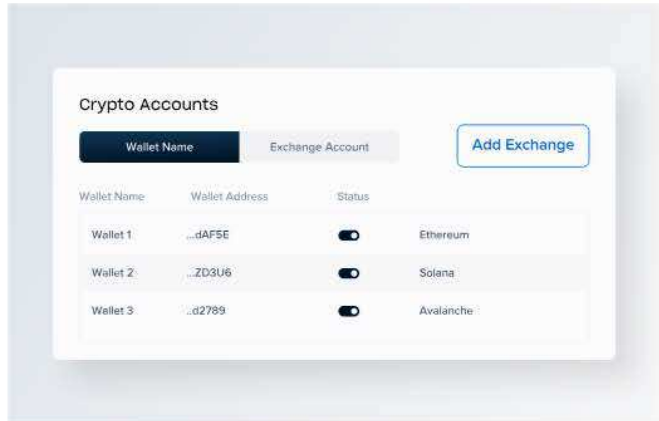 Crypto Accounts
Wallet Name Exchange Account Add Exchange
Wallet Name Wallet Address Status
Wallet 1 ...dAF5E Ethereum
Wallet 2 ...ZD3U6 Solana
Wallet 3 ...d2789 Avalanche